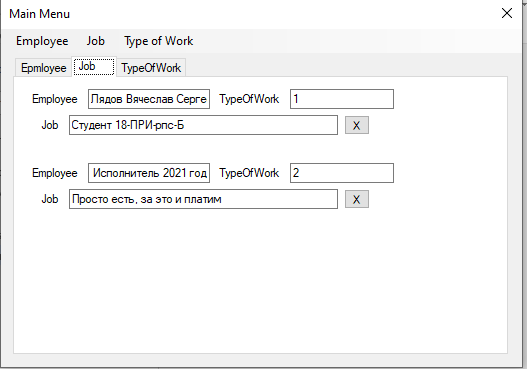 Main Menu
Employee Job Type of Work
Epmloyee Job TypeOfWork
Employee Лядов Вячеслав Серге TypeOfWork 1
Job Студент 18-ПРИ-рпс-Б X
Employee Исполнитель 2021 год TypeOfWork 2
Job Просто есть, за это и платим X